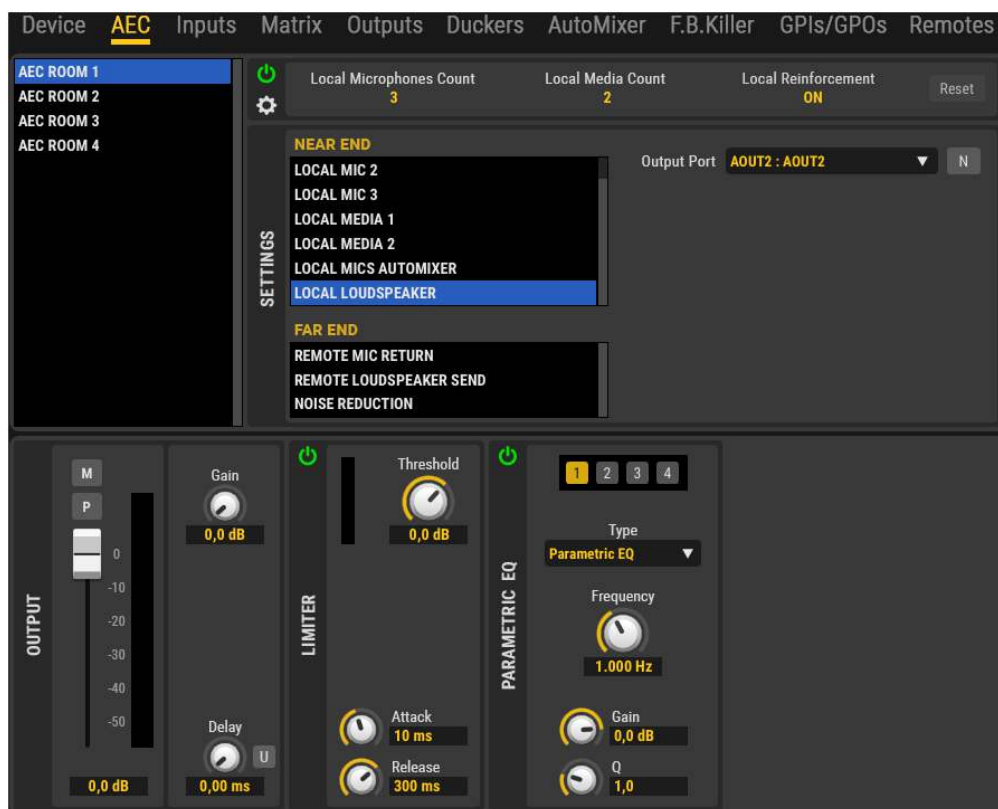 Device AEC Inputs Matrix Outputs Duckers AutoMixer F.B.Killer GPIs/GPOs Remotes
AEC ROOM 1
AEC ROOM 2
AEC ROOM 3
AEC ROOM 4
Local Microphones Count
3
Local Media Count
2
Local Reinforcement
ON
Reset
SETTINGS
NEAR END
LOCAL MIC 2
LOCAL MIC 3
LOCAL MEDIA 1
LOCAL MEDIA 2
LOCAL MICS AUTOMIXER
LOCAL LOUDSPEAKER
FAR END
REMOTE MIC RETURN
REMOTE LOUDSPEAKER SEND
NOISE REDUCTION
Output Port AOUT2 : AOUT2 N
OUTPUT
M
P
0
-10
-20
-30
-40
-50
0,0 dB
Gain
0,0 dB
Delay
U
0,00 ms
LIMITER
Threshold
0,0 dB
Attack
10 ms
Release
300 ms
PARAMETRIC EQ
1 2 3 4
Type
Parametric EQ
Frequency
1.000 Hz
Gain
0,0 dB
Q
1,0